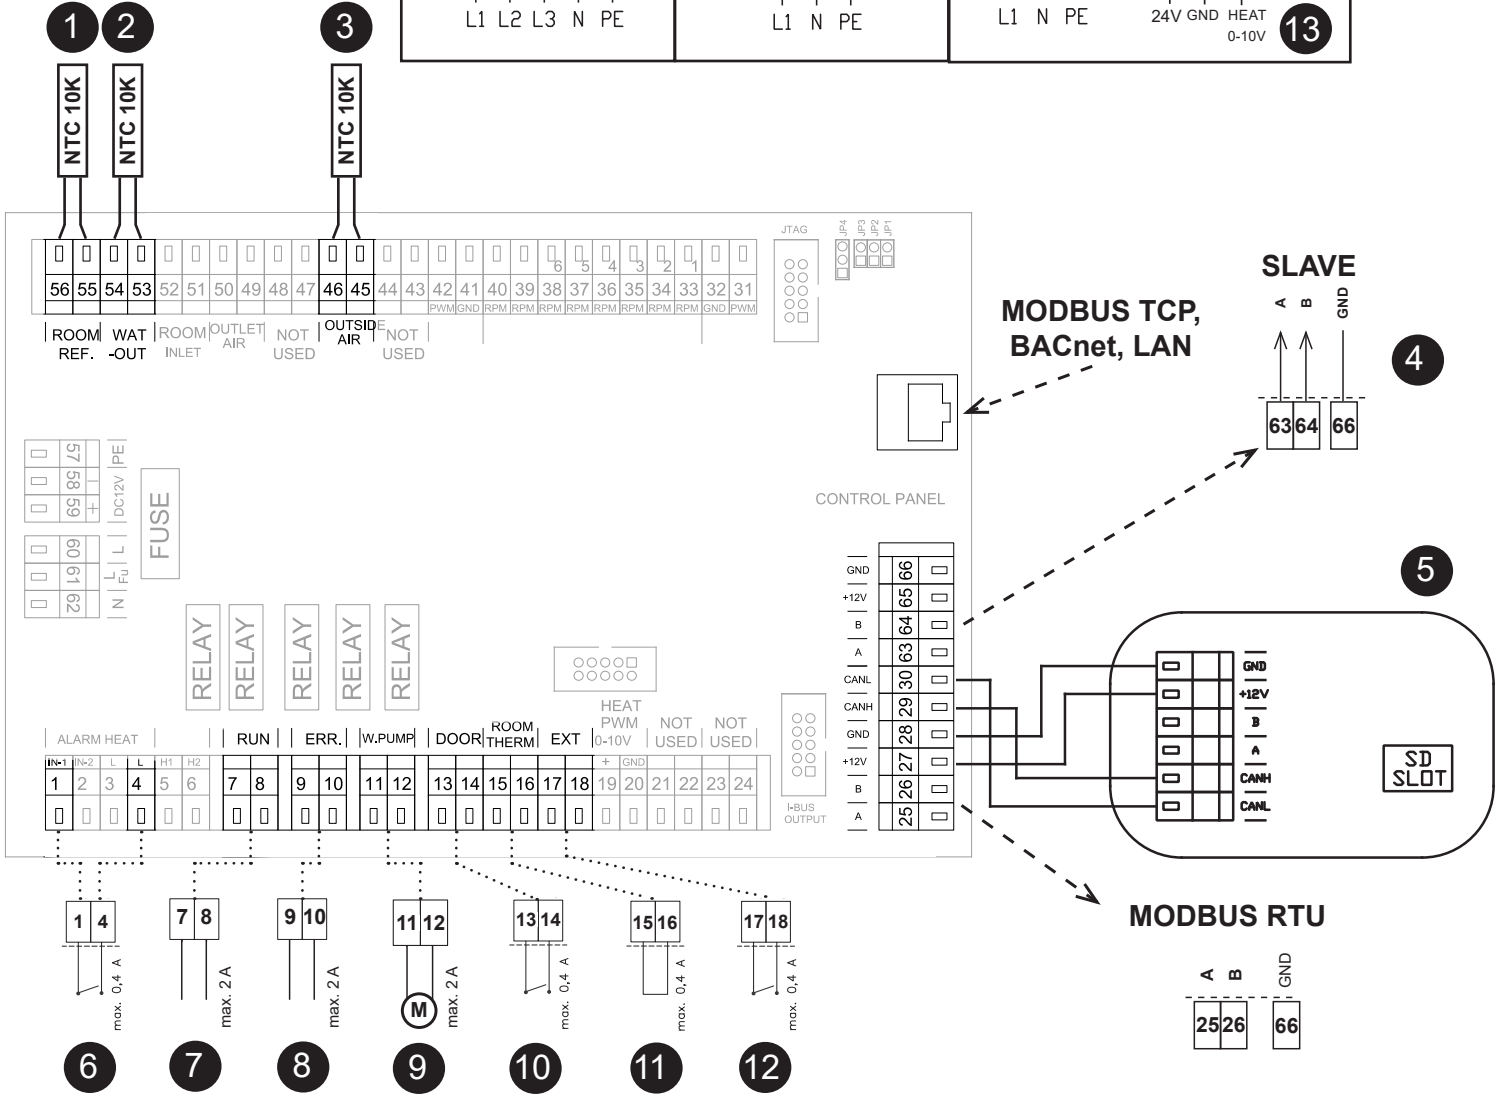 L1 L2 L3 N PE
L1 N PE
L1 N PE
24V GND HEAT
0-10V
13
1 2 3
NTC 10K NTC 10K NTC 10K
JTAG
JP4 JP3 JP2 JP1
6 5 4 3 2 1
56 55 54 53 52 51 50 49 48 47 46 45 44 43 42 41 40 39 38 37 36 35 34 33 32 31
PWM GND RPM RPM RPM RPM RPM RPM RPM RPM GND PWM
ROOM REF.
WAT -OUT
ROOM INLET
OUTLET AIR
NOT USED
OUTSIDE AIR
NOT USED
MODBUS TCP,
BACnet, LAN
SLAVE
A B GND
63 64 66
4
57 58 59
PE
DC12V
- +
60 61 62
L
L Fu
N
FUSE
CONTROL PANEL
GND 66
+12V 65
B 64
A 63
CANL 30
CANH 29
GND 28
+12V 27
B 26
A 25
5
GND
+12V
B
A
CANH
CANL
SD
SLOT
RELAY RELAY RELAY RELAY RELAY
HEAT
PWM
0-10V
NOT
USED
NOT
USED
I-BUS
OUTPUT
ALARM HEAT
RUN
ERR.
W.PUMP
DOOR
ROOM
THERM
EXT
IN-1 IN-2 L L H1 H2 + GND
1 2 3 4 5 6 7 8 9 10 11 12 13 14 15 16 17 18 19 20 21 22 23 24
1 4
7 8
9 10
11 12
13 14
15 16
17 18
max. 0,4 A
max. 2 A
max. 2 A
M
max. 2 A
max. 0,4 A
max. 0,4 A
max. 0,4 A
6 7 8 9 10 11 12
MODBUS RTU
A B GND
25 26 66